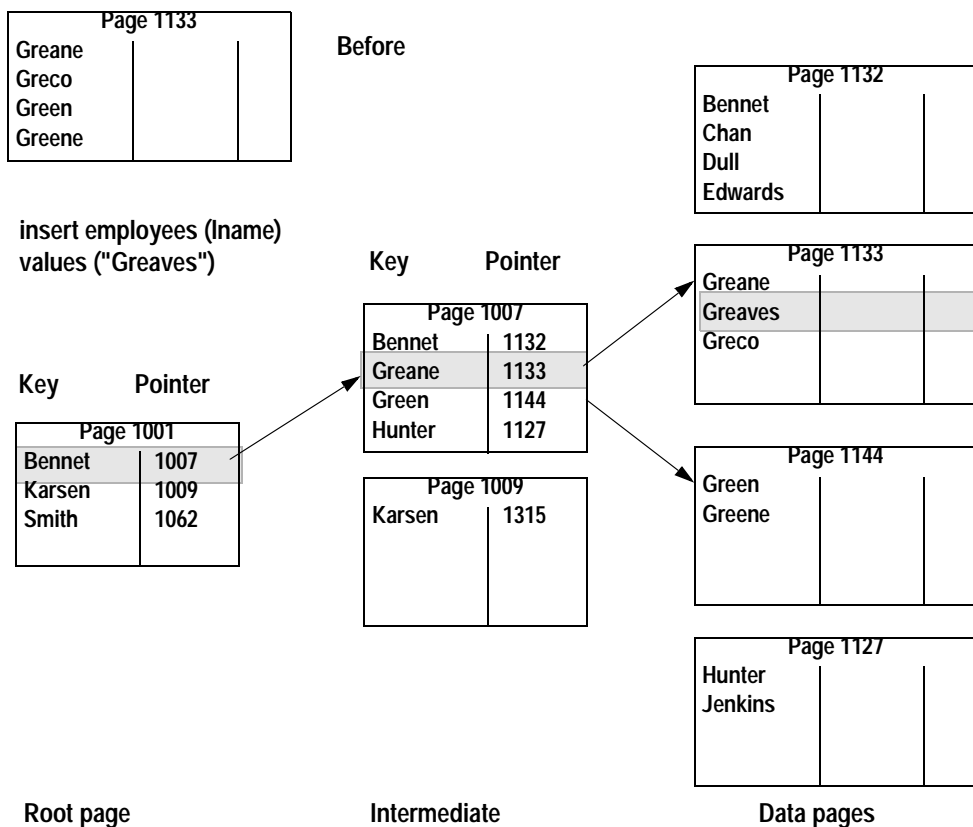 Page 1133
Greane
Greco
Green
Greene
Before
insert employees (lname)
values ("Greaves")
Key Pointer
Page 1001
Bennet 1007
Karsen 1009
Smith 1062
Key Pointer
Page 1007
Bennet 1132
Greane 1133
Green 1144
Hunter 1127
Page 1009
Karsen 1315
Page 1132
Bennet
Chan
Dull
Edwards
Page 1133
Greane
Greaves
Greco
Page 1144
Green
Greene
Page 1127
Hunter
Jenkins
Root page
Intermediate
Data pages